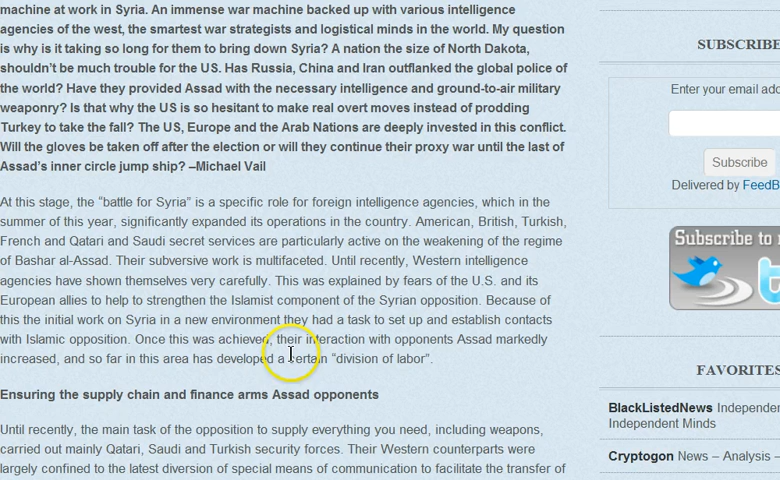 machine at work in Syria. An immense war machine backed up with various intelligence
agencies of the west, the smartest war strategists and logistical minds in the world. My question
is why is it taking so long for them to bring down Syria? A nation the size of North Dakota,
shouldn't be much trouble for the US. Has Russia, China and Iran outflanked the global police of
the world? Have they provided Assad with the necessary intelligence and ground-to-air military
weaponry? Is that why the US is so hesitant to make real overt moves instead of prodding
Turkey to take the fall? The US, Europe and the Arab Nations are deeply invested in this conflict.
Will the gloves be taken off after the election or will they continue their proxy war until the last of
Assad's inner circle jump ship? –Michael Vail
At this stage, the "battle for Syria" is a specific role for foreign intelligence agencies, which in the
summer of this year, significantly expanded its operations in the country. American, British, Turkish,
French and Qatari and Saudi secret services are particularly active on the weakening of the regime
of Bashar al-Assad. Their subversive work is multifaceted. Until recently, Western intelligence
agencies have shown themselves very carefully. This was explained by fears of the U.S. and its
European allies to help to strengthen the Islamist component of the Syrian opposition. Because of
this the initial work on Syria in a new environment they had a task to set up and establish contacts
with Islamic opposition. Once this was achieved, their interaction with opponents Assad markedly
increased, and so far in this area has developed a certain "division of labor".
Ensuring the supply chain and finance arms Assad opponents
Until recently, the main task of the opposition to supply everything you need, including weapons,
carried out mainly Qatari, Saudi and Turkish security forces. Their Western counterparts were
largely confined to the latest diversion of special means of communication to facilitate the transfer of
SUBSCRIBE
Enter your email add
Subscribe
Delivered by FeedB
Subscribe to
FAVORITES
BlackListedNews Independen
Independent Minds
Cryptogon News – Analysis –